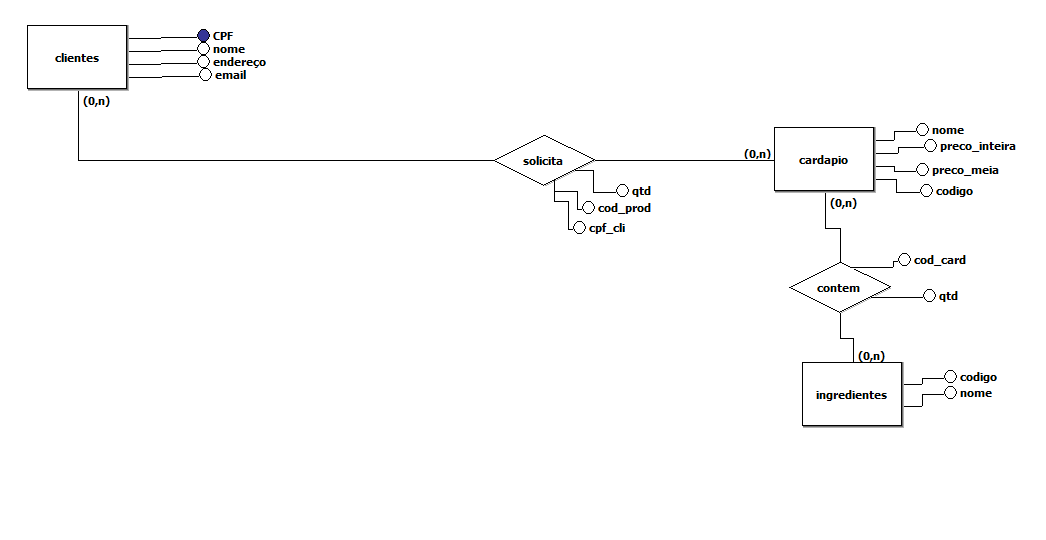 clientes
CPF
nome
endereço
email
(0,n)
solicita
qtd
cod_prod
cpf_cli
(0,n)
cardapio
nome
preco_inteira
preco_meia
codigo
(0,n)
contem
cod_card
qtd
(0,n)
ingredientes
codigo
nome